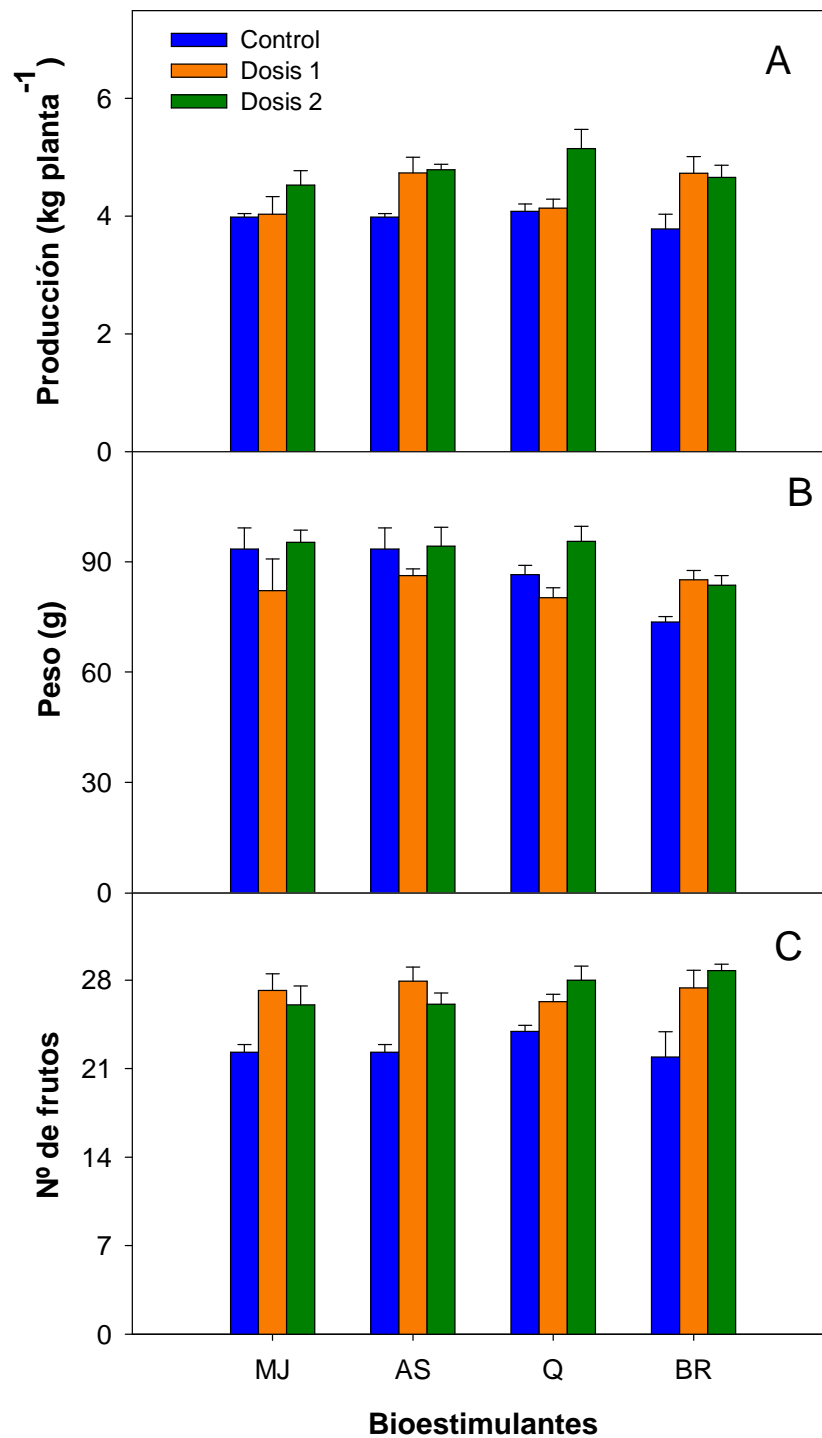 Control
Dosis 1
Dosis 2
A
Producción (kg planta -1)
6
4
2
0
B
Peso (g)
90
60
30
0
C
Nº de frutos
28
21
14
7
0
MJ AS Q BR
Bioestimulantes